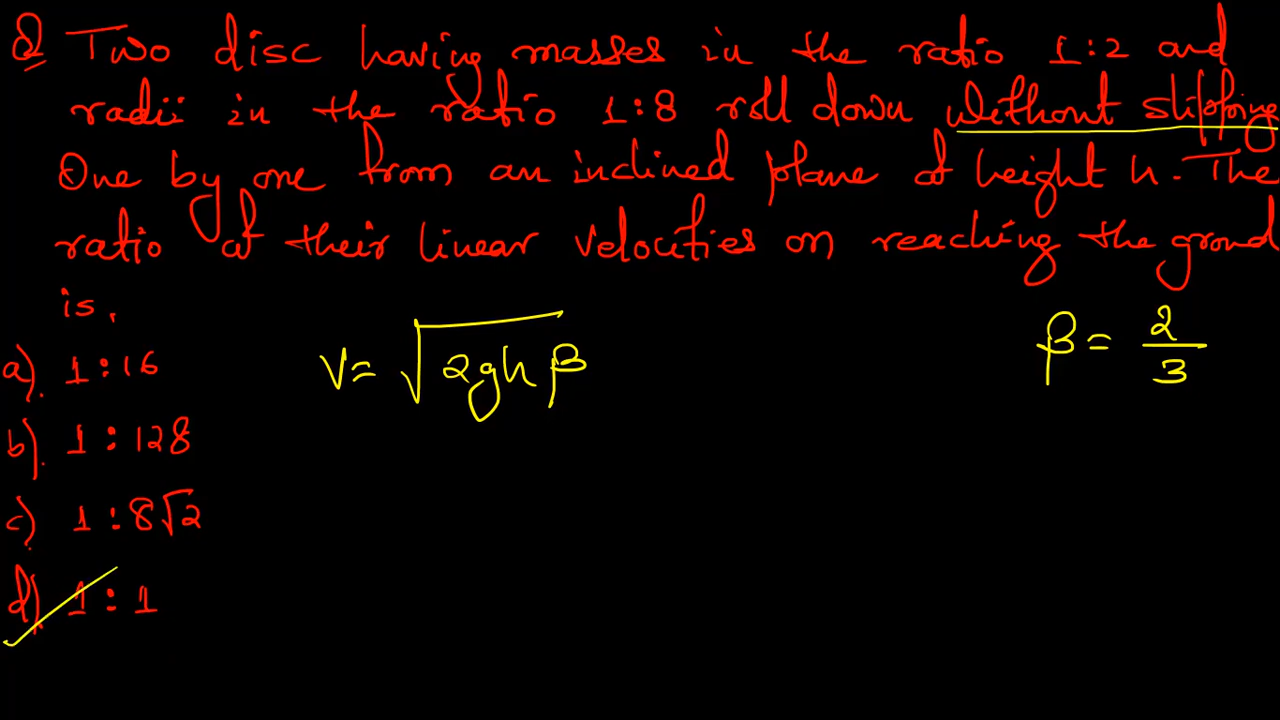 Q Two disc having masses in the ratio 1:2 and
radii in the ratio 1:8 roll down without slipping
One by one from an inclined plane of height h. The
ratio of their linear velocities on reaching the ground
is.
V = √2ghβ
β = 2/3
a). 1:16
b). 1:128
c) 1:8√2
d) 1:1